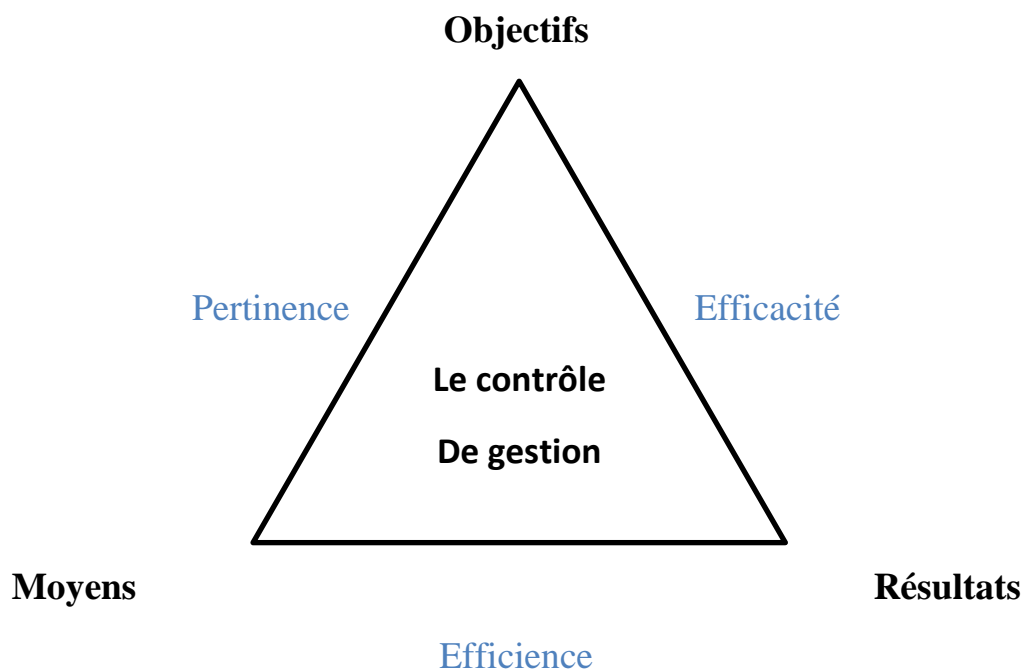 Objectifs
Pertinence
Efficacité
Le contrôle
De gestion
Moyens
Résultats
Efficience